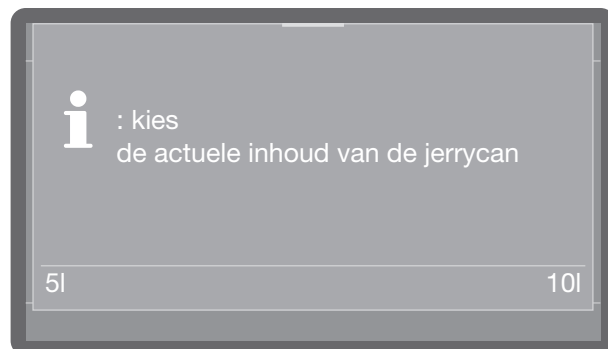 : kies
de actuele inhoud van de jerrycan
5l 10l